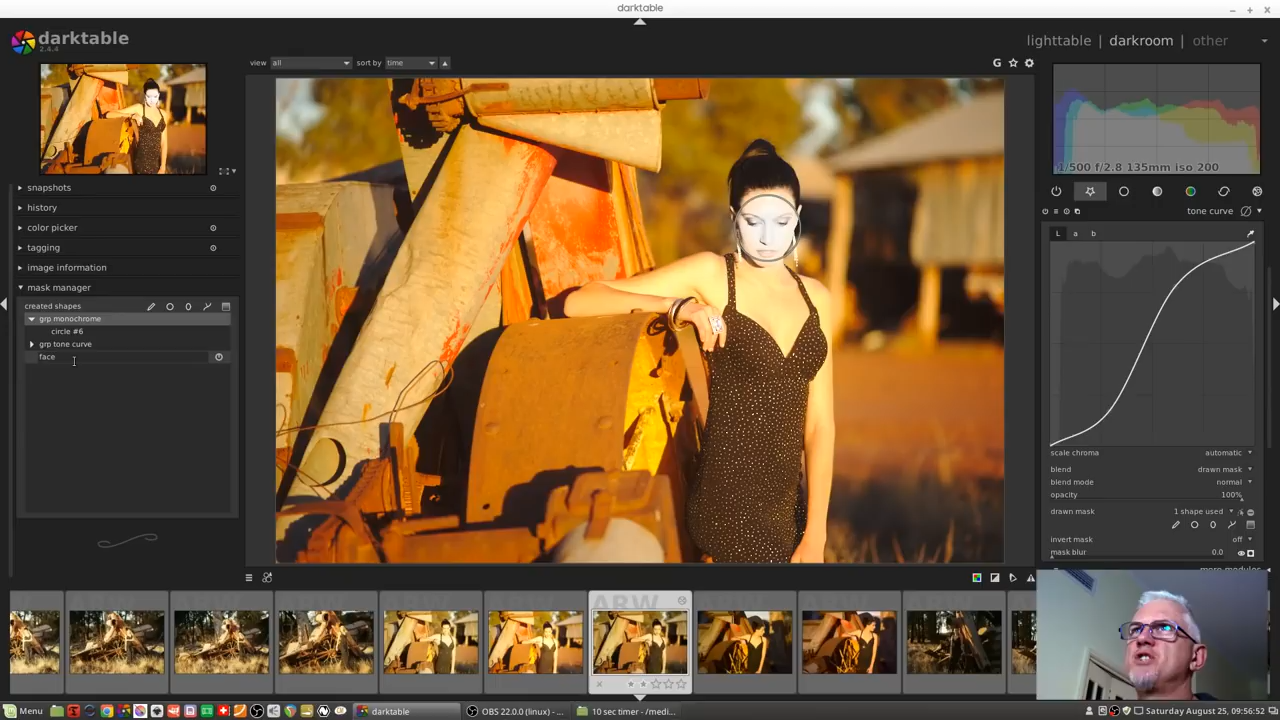 darktable
darktable
2.4.4
lighttable | darkroom | other
view all sort by time
G
1/500 f/2.8 135mm iso 200
snapshots
history
color picker
tagging
image information
mask manager
created shapes
grp monochrome
circle #6
grp tone curve
face
tone curve
L a b
scale chroma automatic
blend drawn mask
blend mode normal
opacity 100%
drawn mask 1 shape used
invert mask off
mask blur 0.0
more modules
ARW
Menu
darktable
OBS 22.0.0 (linux) - ...
10 sec timer - /medi...
Saturday August 25, 09:56:52